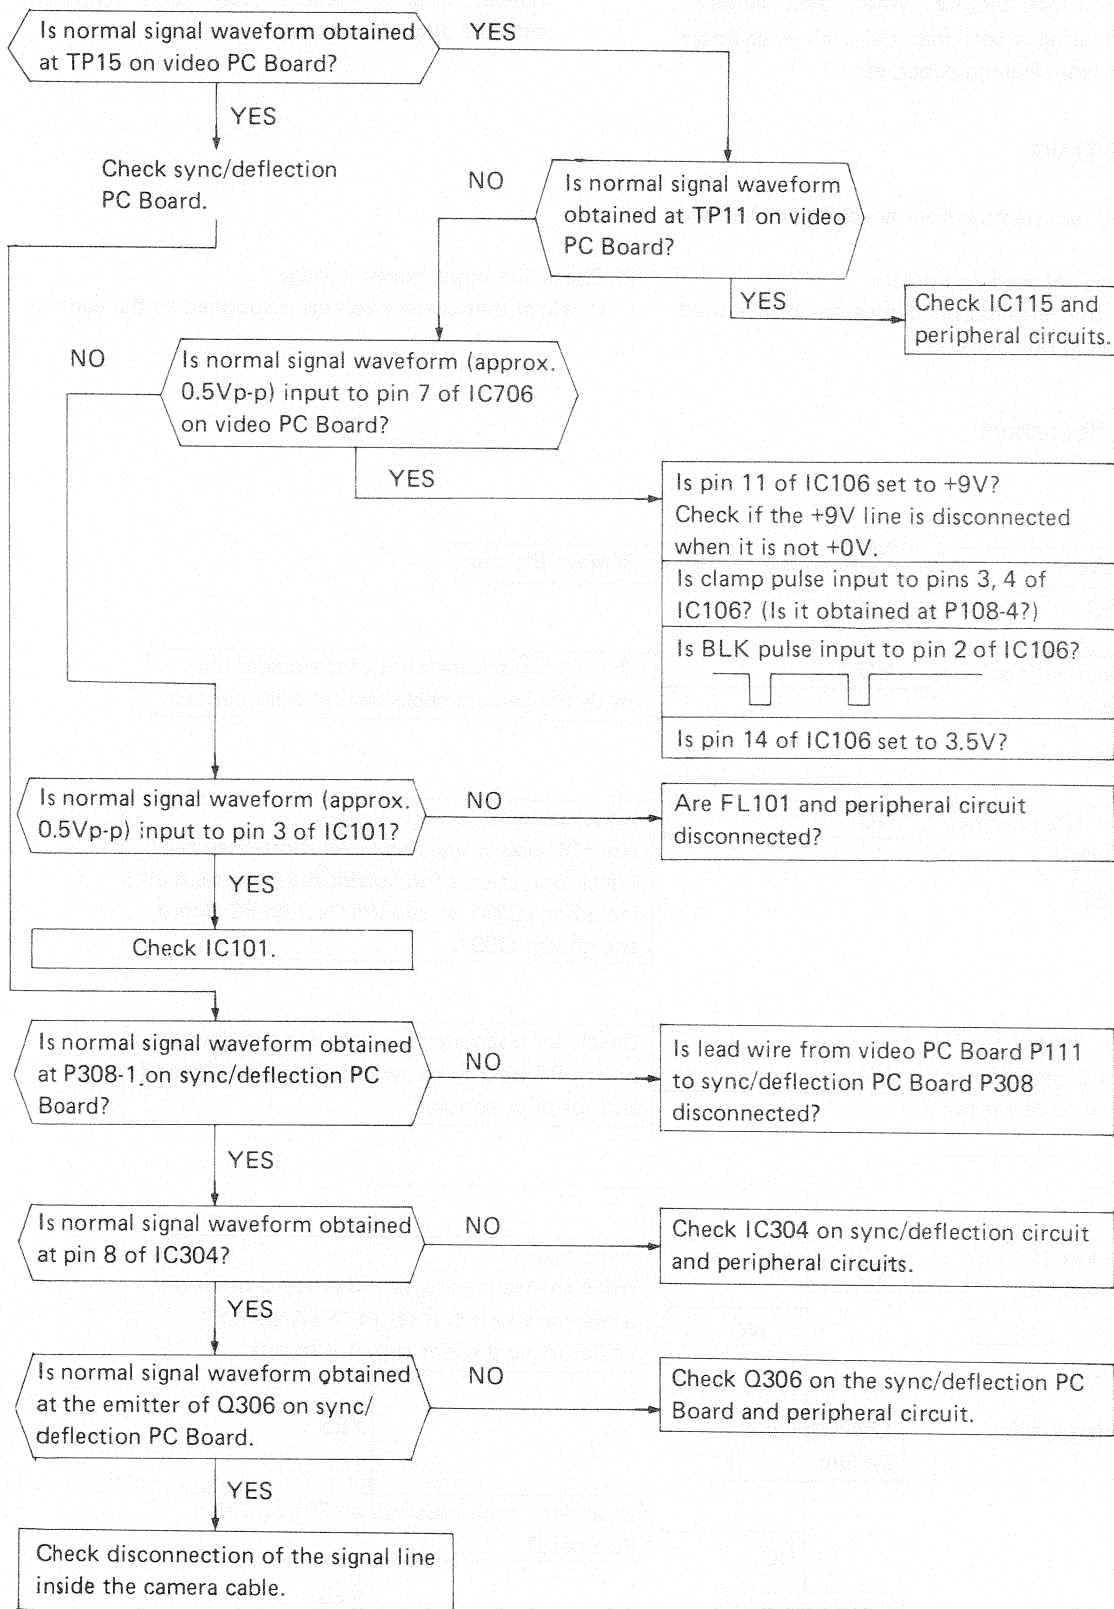 Is normal signal waveform obtained
at TP15 on video PC Board?
YES
YES
Check sync/deflection
PC Board.
NO
Is normal signal waveform
obtained at TP11 on video
PC Board?
YES
Check IC115 and
peripheral circuits.
NO
Is normal signal waveform (approx.
0.5Vp-p) input to pin 7 of IC706
on video PC Board?
YES
Is pin 11 of IC106 set to +9V?
Check if the +9V line is disconnected
when it is not +0V.
Is clamp pulse input to pins 3, 4 of
IC106? (Is it obtained at P108-4?)
Is BLK pulse input to pin 2 of IC106?
Is pin 14 of IC106 set to 3.5V?
Is normal signal waveform (approx.
0.5Vp-p) input to pin 3 of IC101?
NO
Are FL101 and peripheral circuit
disconnected?
YES
Check IC101.
Is normal signal waveform obtained
at P308-1 on sync/deflection PC
Board?
NO
Is lead wire from video PC Board P111
to sync/deflection PC Board P308
disconnected?
YES
Is normal signal waveform obtained
at pin 8 of IC304?
NO
Check IC304 on sync/deflection circuit
and peripheral circuits.
YES
Is normal signal waveform obtained
at the emitter of Q306 on sync/
deflection PC Board.
NO
Check Q306 on the sync/deflection PC
Board and peripheral circuit.
YES
Check disconnection of the signal line
inside the camera cable.